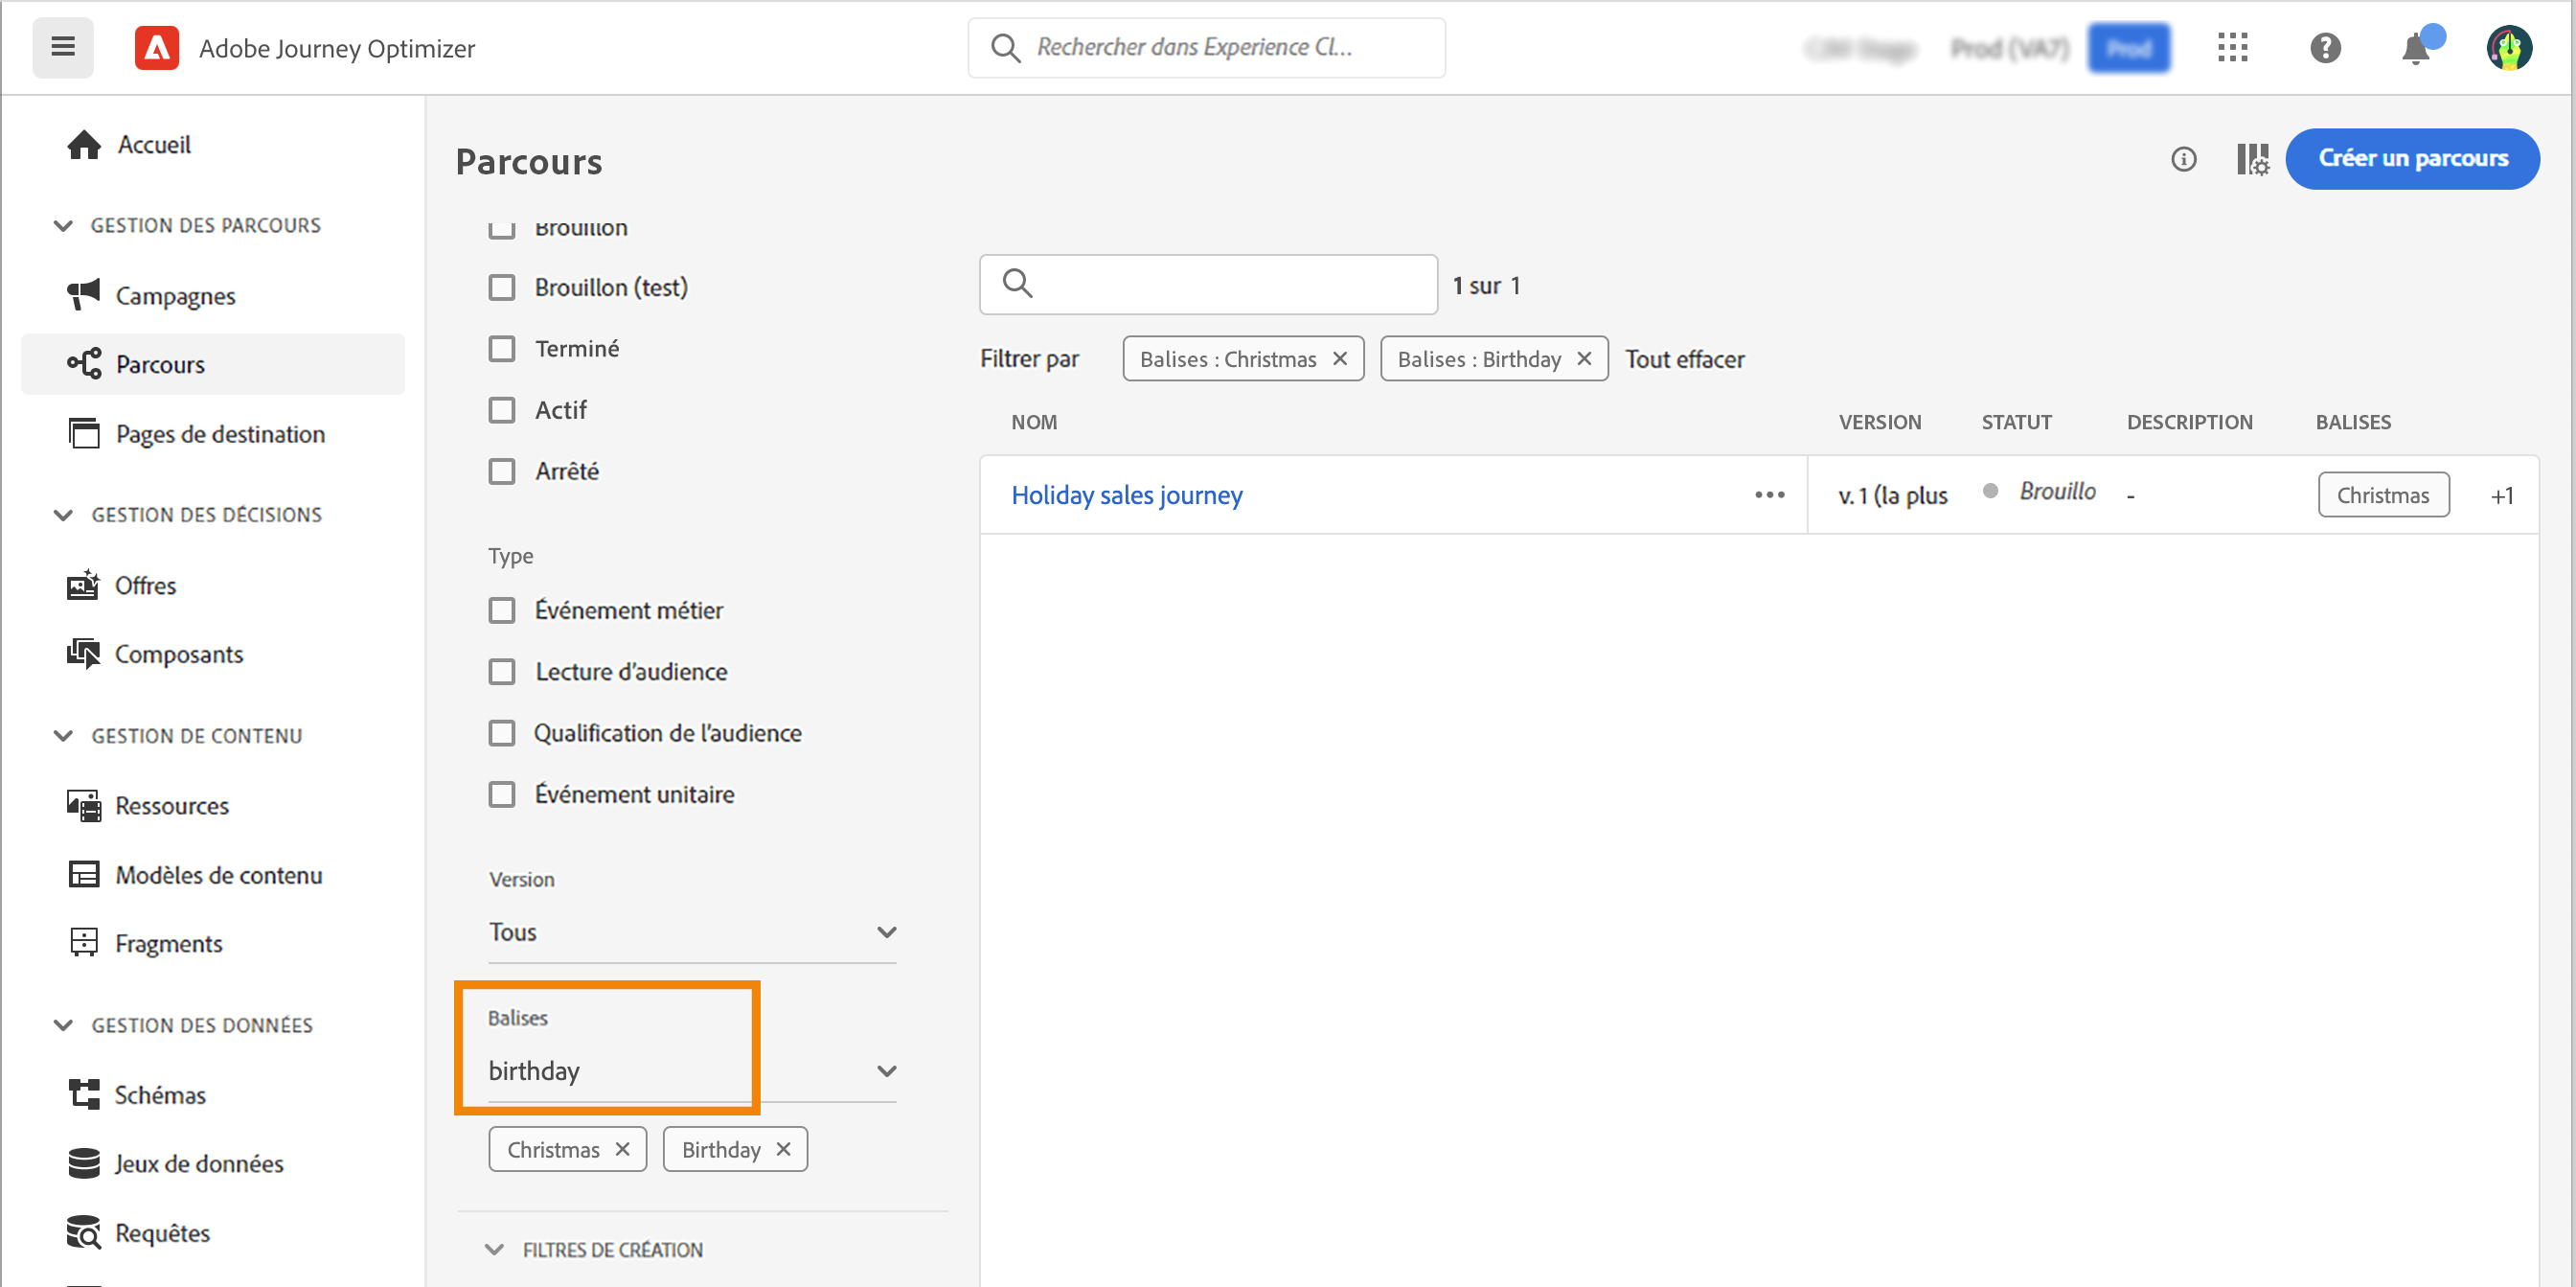 Adobe Journey Optimizer
Rechercher dans Experience Cl...
Prod (VA7)
Prod
Accueil
GESTION DES PARCOURS
Campagnes
Parcours
Pages de destination
GESTION DES DÉCISIONS
Offres
Composants
GESTION DE CONTENU
Ressources
Modèles de contenu
Fragments
GESTION DES DONNÉES
Schémas
Jeux de données
Requêtes
Parcours
Créer un parcours
Brouillon
Brouillon (test)
Terminé
Actif
Arrêté
Type
Événement métier
Lecture d'audience
Qualification de l'audience
Événement unitaire
Version
Tous
Balises
birthday
Christmas
Birthday
FILTRES DE CRÉATION
1 sur 1
Filtrer par
Balises : Christmas
Balises : Birthday
Tout effacer
NOM VERSION STATUT DESCRIPTION BALISES
Holiday sales journey ••• v. 1 (la plus Brouillo - Christmas +1